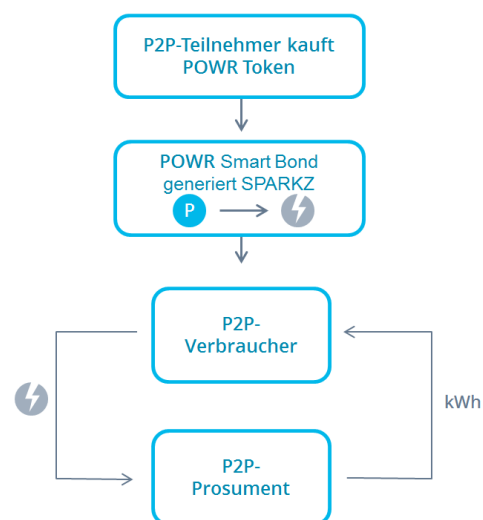 P2P-Teilnehmer kauft
POWR Token
POWR Smart Bond
generiert SPARKZ
P
P2P-
Verbraucher
kWh
P2P-
Prosument